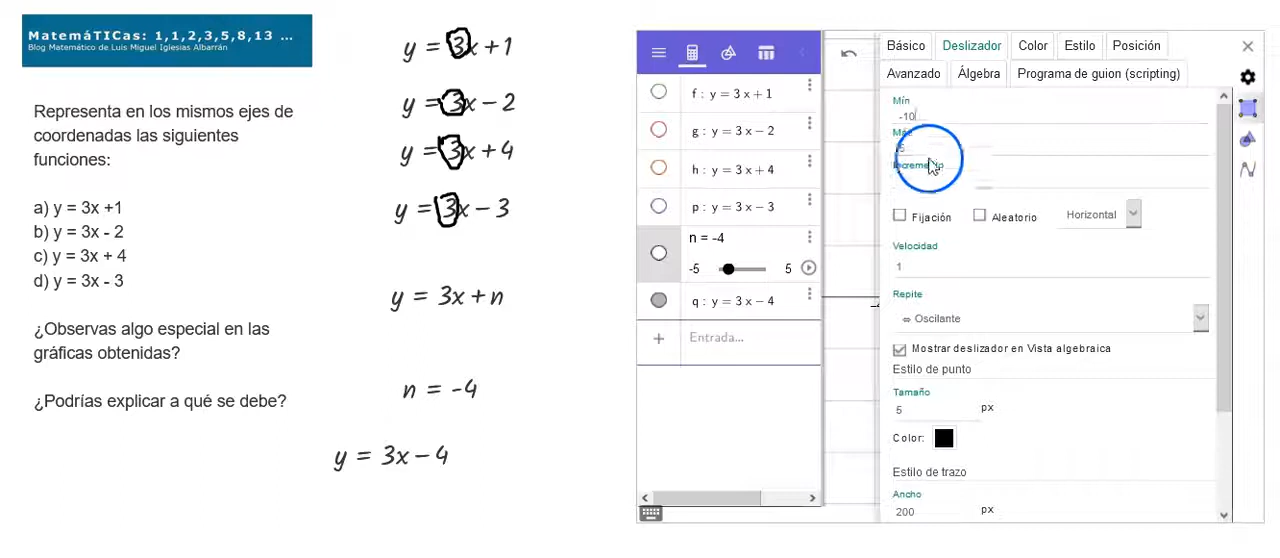 MatemáTICas: 1,1,2,3,5,8,13 ...
Blog Matemático de Luis Miguel Iglesias Albarrán
Representa en los mismos ejes de
coordenadas las siguientes
funciones:
a) y = 3x +1
b) y = 3x - 2
c) y = 3x + 4
d) y = 3x - 3
¿Observas algo especial en las
gráficas obtenidas?
¿Podrías explicar a qué se debe?
y = 3x + 1
y = 3x − 2
y = 3x + 4
y = 3x − 3
y = 3x + n
n = -4
y = 3x − 4
f : y = 3 x + 1
g : y = 3 x − 2
h : y = 3 x + 4
p : y = 3 x − 3
n = -4
-5 5
q : y = 3 x − 4
Entrada...
Básico Deslizador Color Estilo Posición
Avanzado Álgebra Programa de guion (scripting)
Mín
-10
Máx
5
Incremento
Fijación Aleatorio Horizontal
Velocidad
1
Repite
⇔ Oscilante
Mostrar deslizador en Vista algebraica
Estilo de punto
Tamaño
5 px
Color:
Estilo de trazo
Ancho
200 px